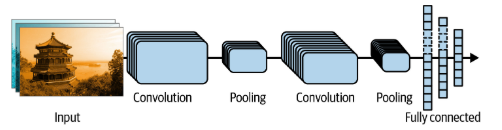 Input
Convolution
Pooling
Convolution
Pooling
Fully connected